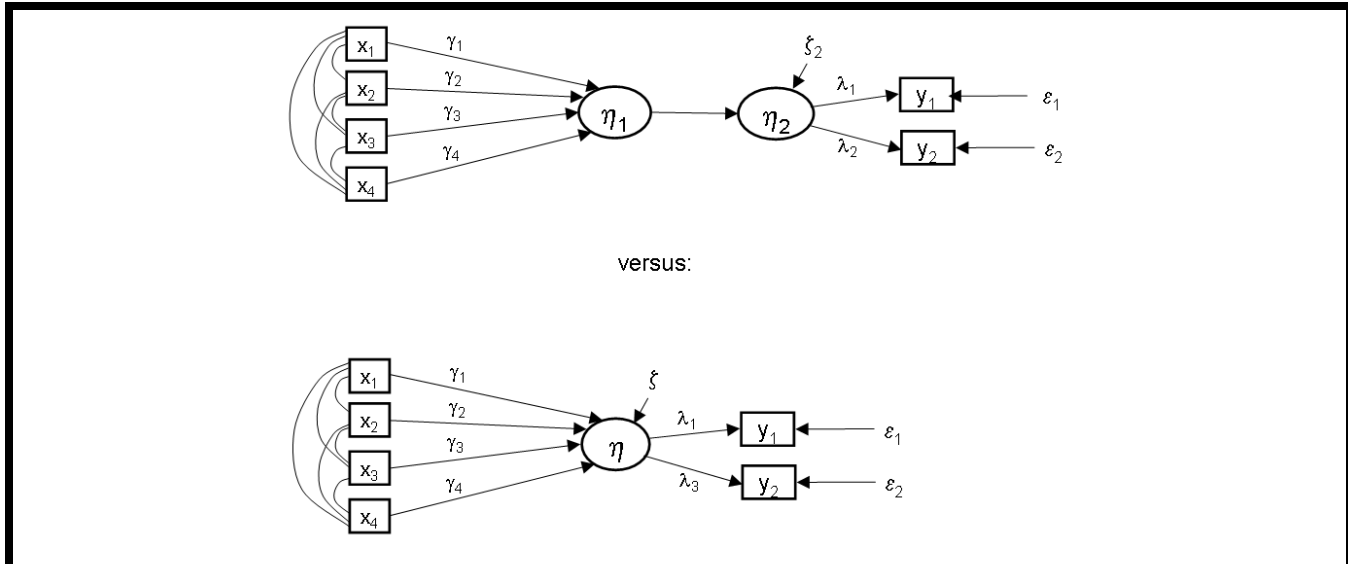 x₁ γ₁ ζ₂
x₂ γ₂ λ₁ y₁ ε₁
η₁ η₂
x₃ γ₃ λ₂ y₂ ε₂
x₄ γ₄
versus:
x₁ γ₁ ζ
x₂ γ₂ λ₁ y₁ ε₁
η
x₃ γ₃ λ₃ y₂ ε₂
x₄ γ₄